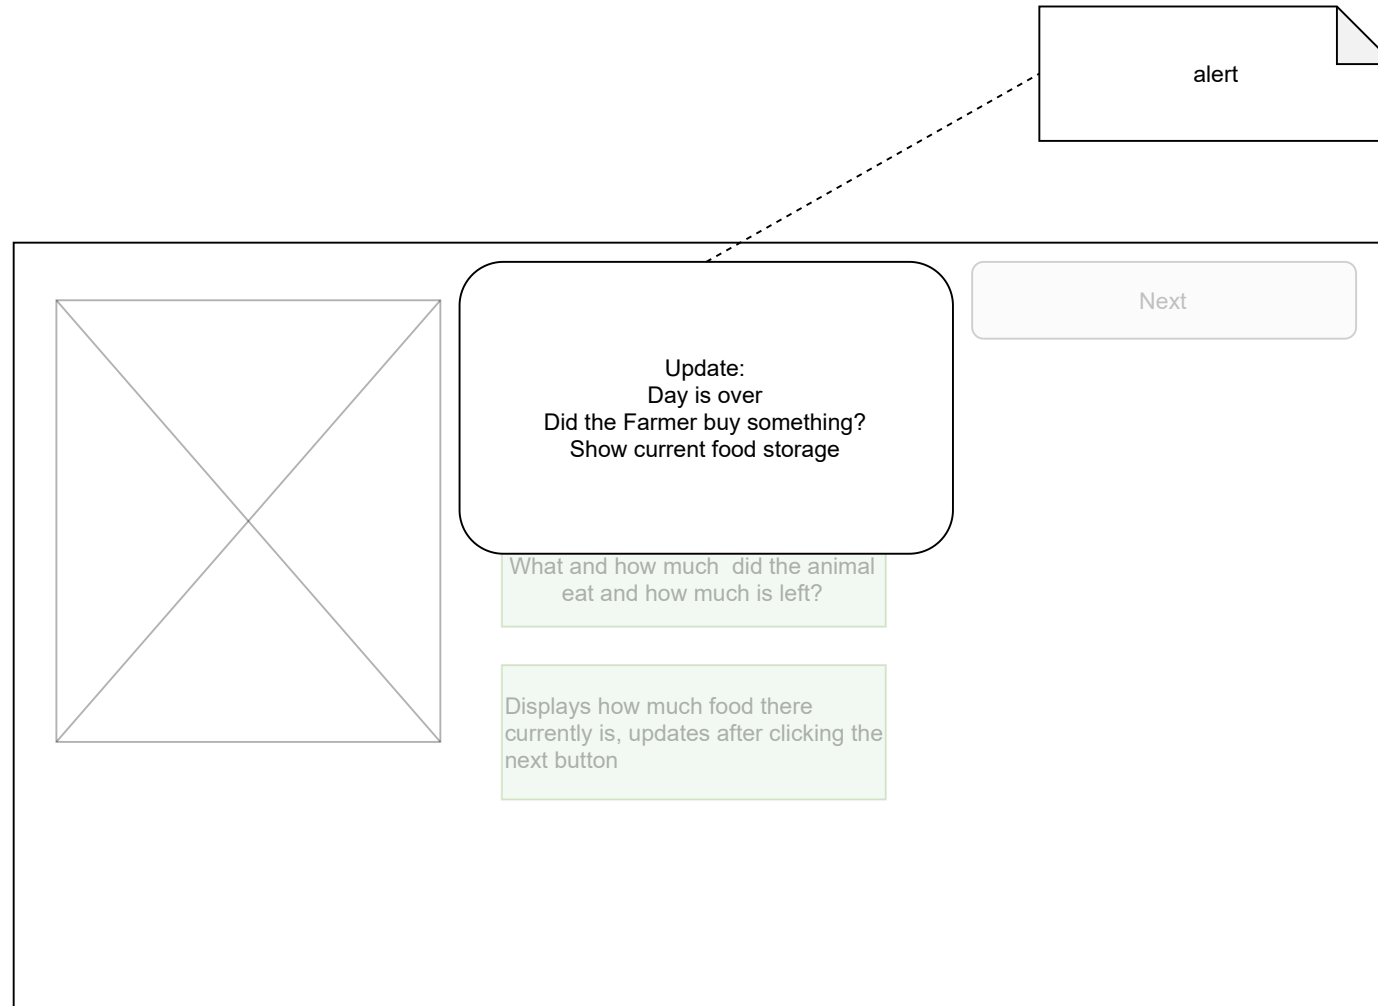 alert
Next
Update:
Day is over
Did the Farmer buy something?
Show current food storage
What and how much  did the animal
eat and how much is left?
Displays how much food there
currently is, updates after clicking the
next button